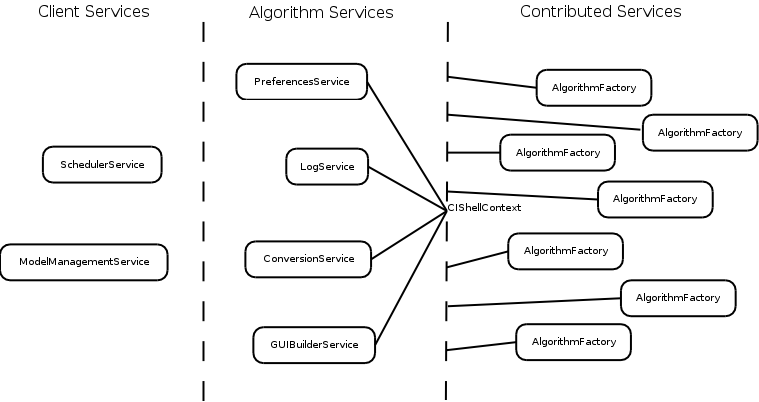 Client Services
Algorithm Services
Contributed Services
SchedulerService
ModelManagementService
PreferencesService
LogService
ConversionService
GUIBuilderService
CIShellContext
AlgorithmFactory
AlgorithmFactory
AlgorithmFactory
AlgorithmFactory
AlgorithmFactory
AlgorithmFactory
AlgorithmFactory